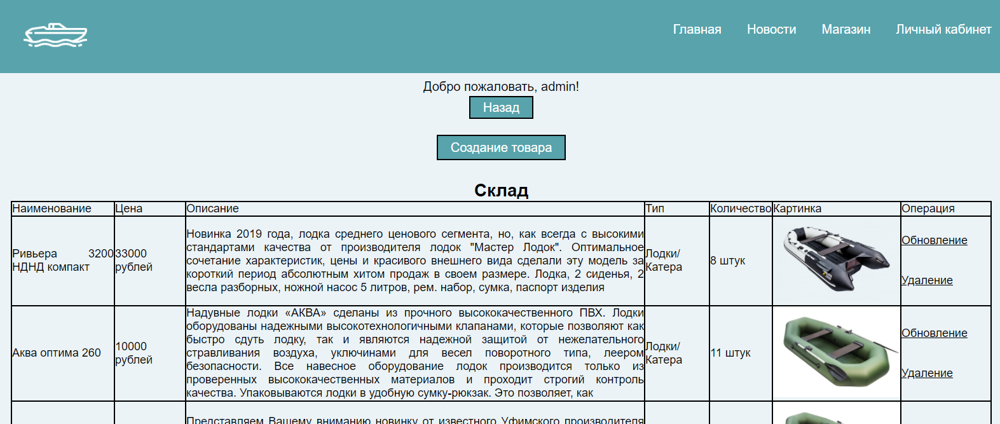 Главная Новости Магазин Личный кабинет
Добро пожаловать, admin!
Назад
Создание товара
Склад
Наименование Цена Описание Тип Количество Картинка Операция
Ривьера 3200
НДНД компакт
33000
рублей
Новинка 2019 года, лодка среднего ценового сегмента, но, как всегда с высокими
стандартами качества от производителя лодок "Мастер Лодок". Оптимальное
сочетание характеристик, цены и красивого внешнего вида сделали эту модель за
короткий период абсолютным хитом продаж в своем размере. Лодка, 2 сиденья, 2
весла разборных, ножной насос 5 литров, рем. набор, сумка, паспорт изделия
Лодки/
Катера
8 штук
Обновление
Удаление
Аква оптима 260
10000
рублей
Надувные лодки «АКВА» сделаны из прочного высококачественного ПВХ. Лодки
оборудованы надежными высокотехнологичными клапанами, которые позволяют как
быстро сдуть лодку, так и являются надежной защитой от нежелательного
стравливания воздуха, уключинами для весел поворотного типа, леером
безопасности. Все навесное оборудование лодок производится только из
проверенных высококачественных материалов и проходит строгий контроль
качества. Упаковываются лодки в удобную сумку-рюкзак. Это позволяет, как
Лодки/
Катера
11 штук
Обновление
Удаление
Представляем Вашему вниманию новинку от известного Уфимского производителя